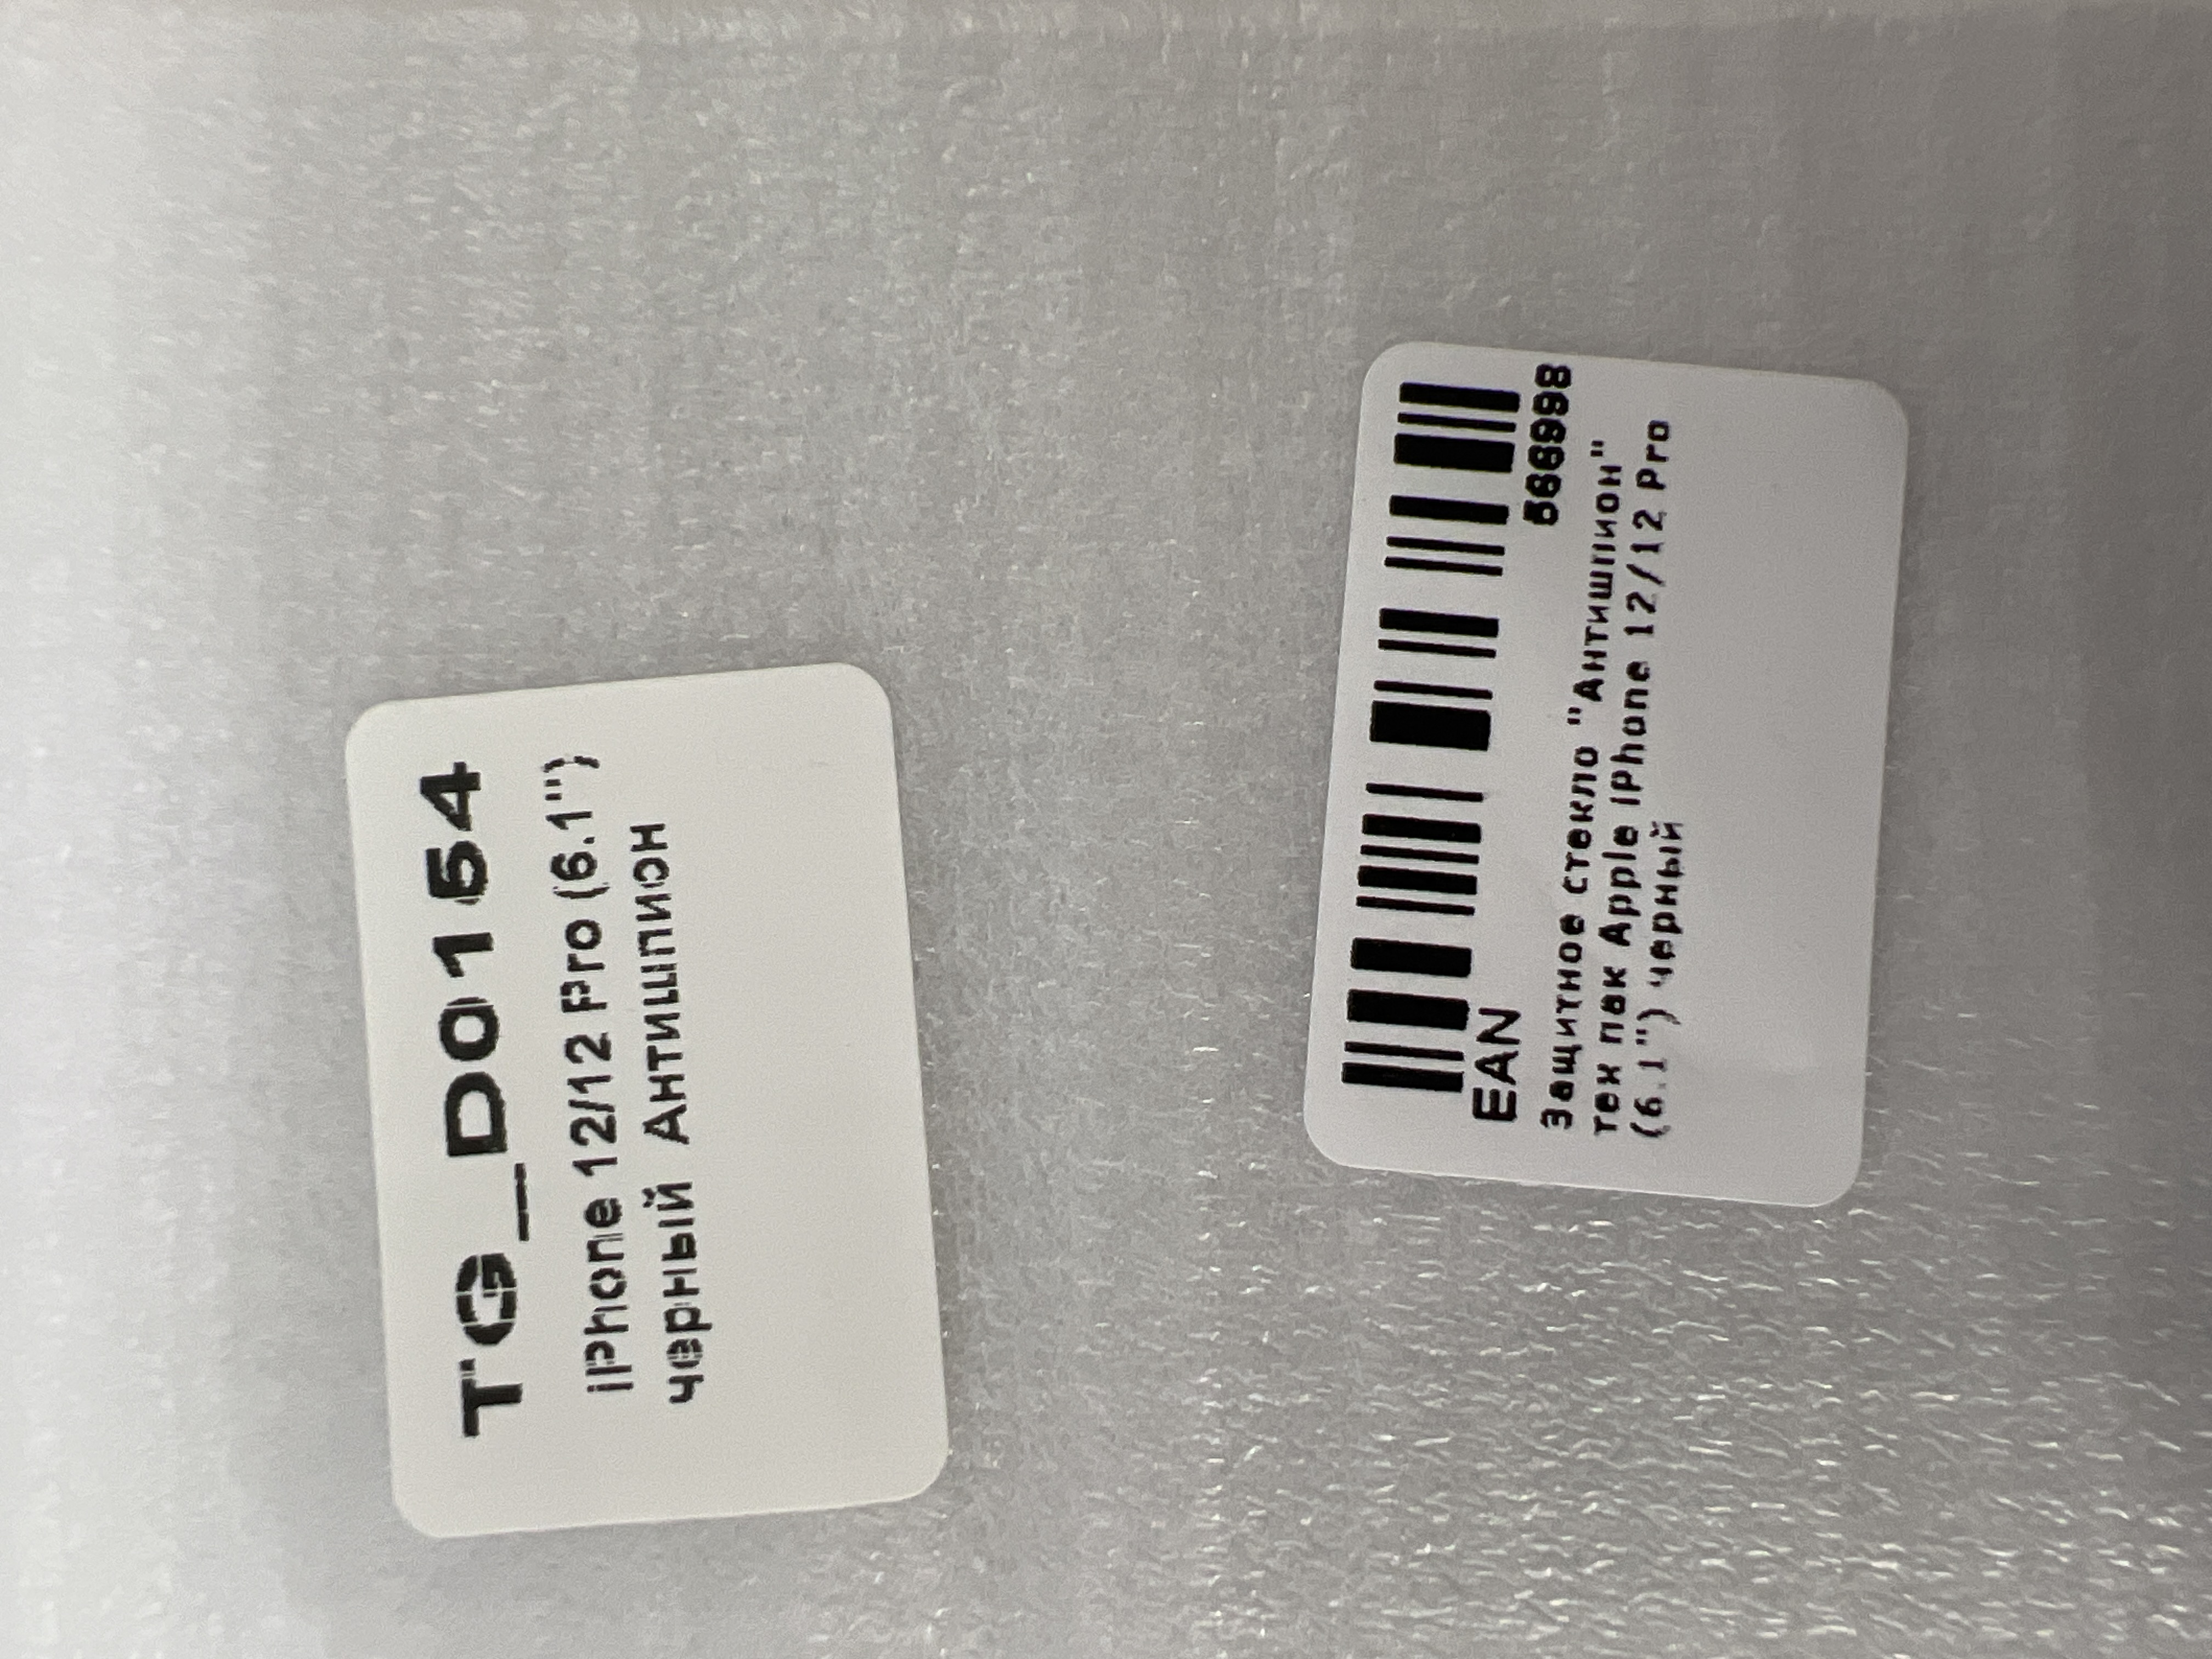 TG_D0154
iPhone 12/12 Pro (6.1")
черный Антишпион
EAN
Защитное стекло "Антишпион"
тех пак Apple iPhone 12/12 Pro
(6.1") черный